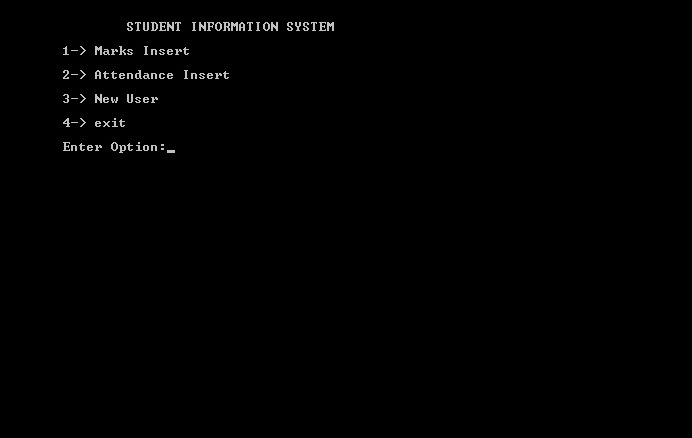 STUDENT INFORMATION SYSTEM
1-> Marks Insert
2-> Attendance Insert
3-> New User
4-> exit
Enter Option:_